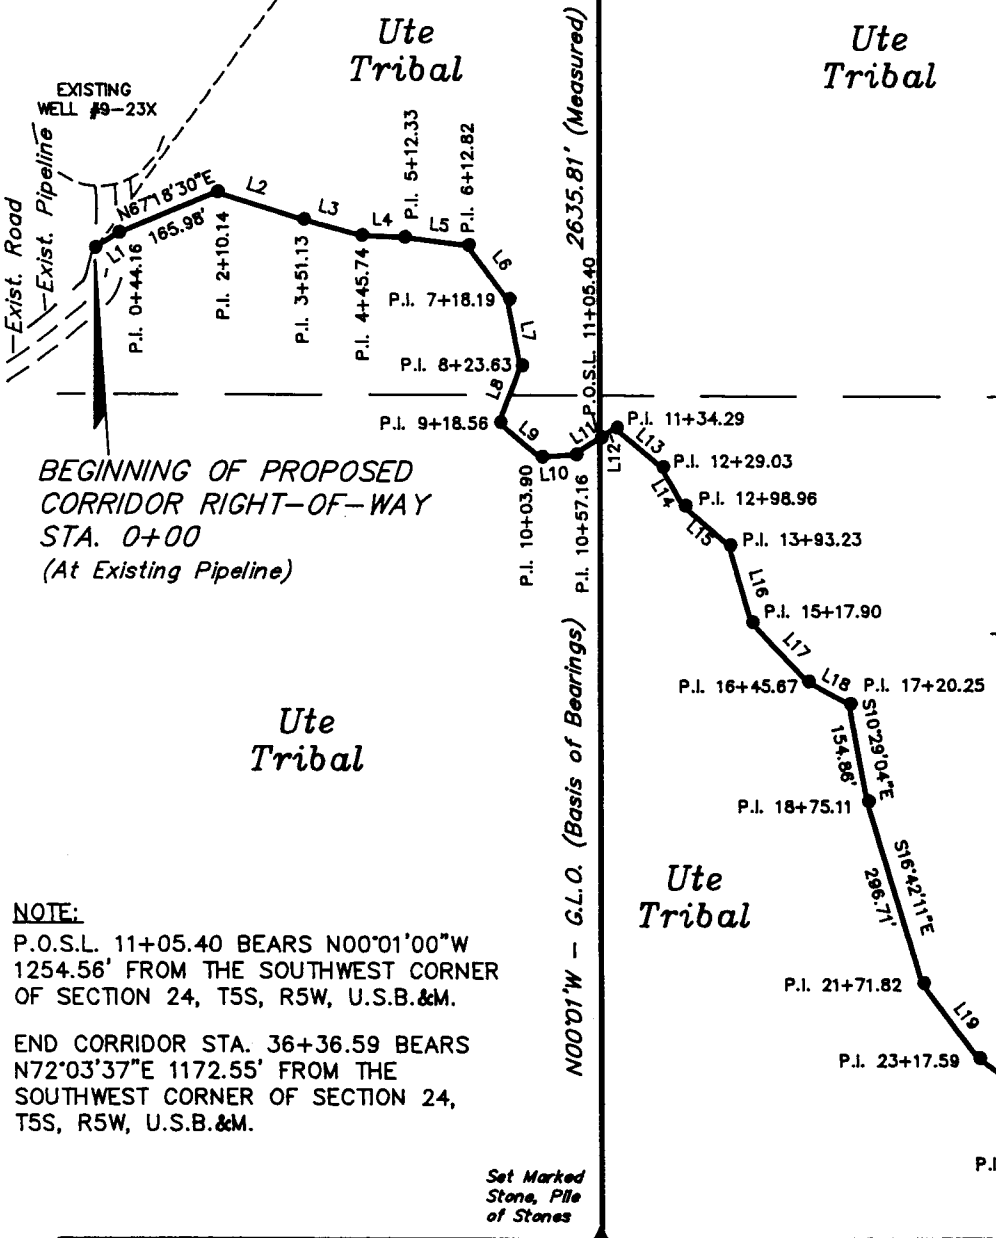 Ute
Tribal
Ute
Tribal
EXISTING
WELL #9-23X
-Exist. Road
-Exist. Pipeline
N67°18'30"E
165.98'
L1
L2
L3
L4
L5
L6
L7
L8
L9
L10
L11
L12
L13
L14
L15
L16
L17
L18
L19
P.I. 0+44.16
P.I. 2+10.14
P.I. 3+51.13
P.I. 4+45.74
P.I. 5+12.33
P.I. 6+12.82
P.I. 7+18.19
P.I. 8+23.63
P.I. 9+18.56
P.I. 10+03.90
P.I. 10+57.16
P.O.S.L. 11+05.40
2635.81' (Measured)
P.I. 11+34.29
P.I. 12+29.03
P.I. 12+98.96
P.I. 13+93.23
P.I. 15+17.90
P.I. 16+45.67
P.I. 17+20.25
S10°29'04"E
154.86'
P.I. 18+75.11
S16°42'11"E
296.71'
P.I. 21+71.82
P.I. 23+17.59
P.I
BEGINNING OF PROPOSED
CORRIDOR RIGHT-OF-WAY
STA. 0+00
(At Existing Pipeline)
Ute
Tribal
Ute
Tribal
N00°01'W - G.L.O. (Basis of Bearings)
NOTE:
P.O.S.L. 11+05.40 BEARS N00°01'00"W
1254.56' FROM THE SOUTHWEST CORNER
OF SECTION 24, T5S, R5W, U.S.B.&M.
END CORRIDOR STA. 36+36.59 BEARS
N72°03'37"E 1172.55' FROM THE
SOUTHWEST CORNER OF SECTION 24,
T5S, R5W, U.S.B.&M.
Set Marked
Stone, Pile
of Stones